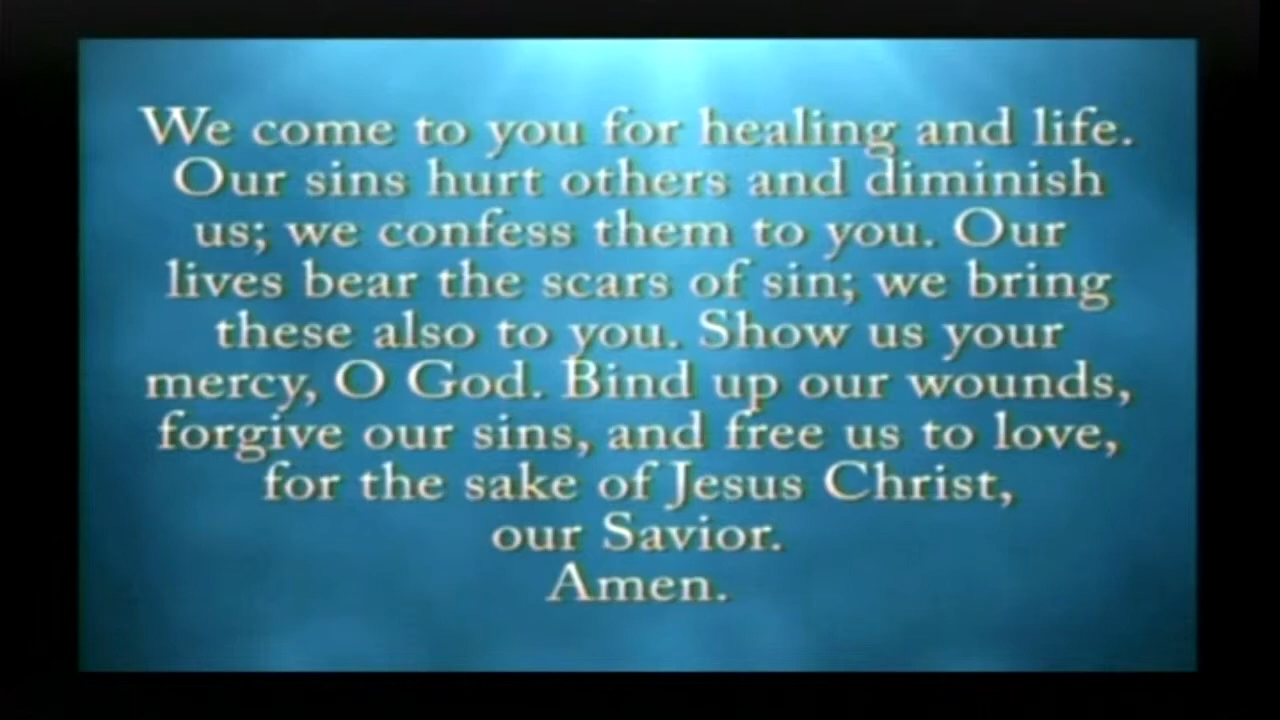 We come to you for healing and life.
Our sins hurt others and diminish
us; we confess them to you. Our
lives bear the scars of sin; we bring
these also to you. Show us your
mercy, O God. Bind up our wounds,
forgive our sins, and free us to love,
for the sake of Jesus Christ,
our Savior.
Amen.